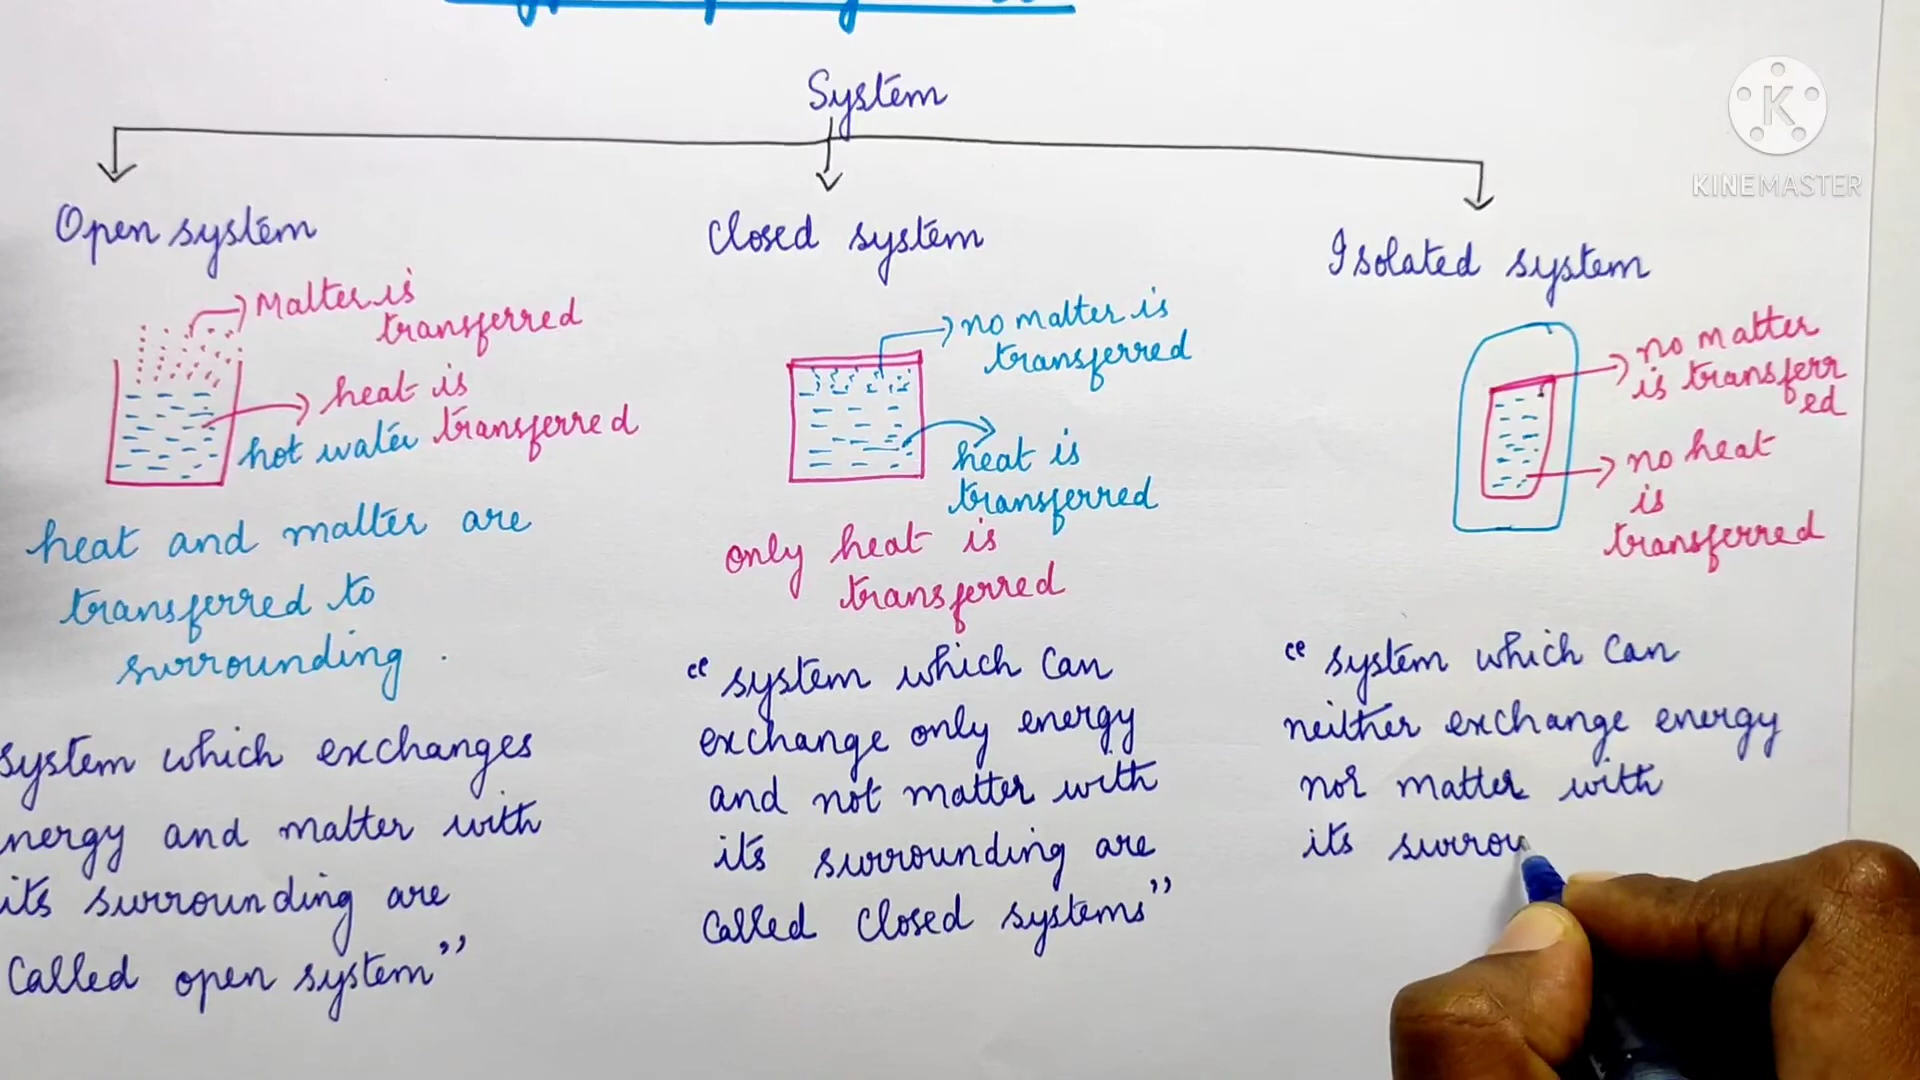 System
Open system
Matter is
transferred
heat is
hot water transferred
heat and matter are
transferred to
surrounding.
system which exchanges
nergy and matter with
its surrounding are
Called open system”
Closed system
no matter is
transferred
heat is
transferred
only heat is
transferred
“system which can
exchange only energy
and not matter with
its surrounding are
Called Closed systems”
Isolated system
no matter
is transferr
ed
no heat
is
transferred
“system which can
neither exchange energy
nor matter with
its surrou
K
KINEMASTER